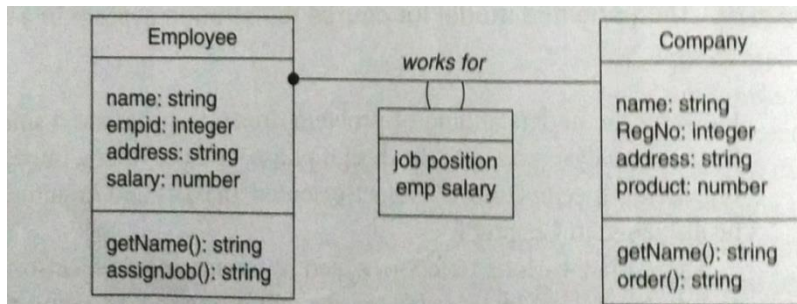 Employee
name: string
empid: integer
address: string
salary: number
getName(): string
assignJob(): string
works for
job position
emp salary
Company
name: string
RegNo: integer
address: string
product: number
getName(): string
order(): string